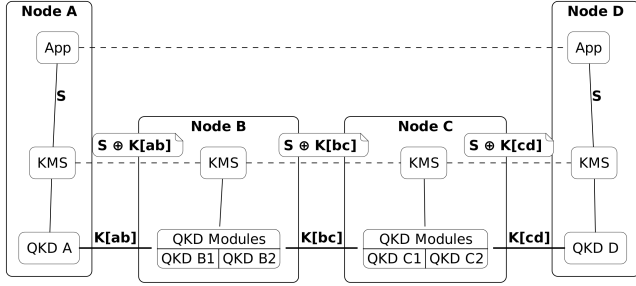 Node A
Node D
App
App
S
S
Node B
Node C
S ⊕ K[ab]
S ⊕ K[bc]
S ⊕ K[cd]
KMS
KMS
KMS
KMS
K[ab]
K[bc]
K[cd]
QKD A
QKD Modules
QKD B1 QKD B2
QKD Modules
QKD C1 QKD C2
QKD D